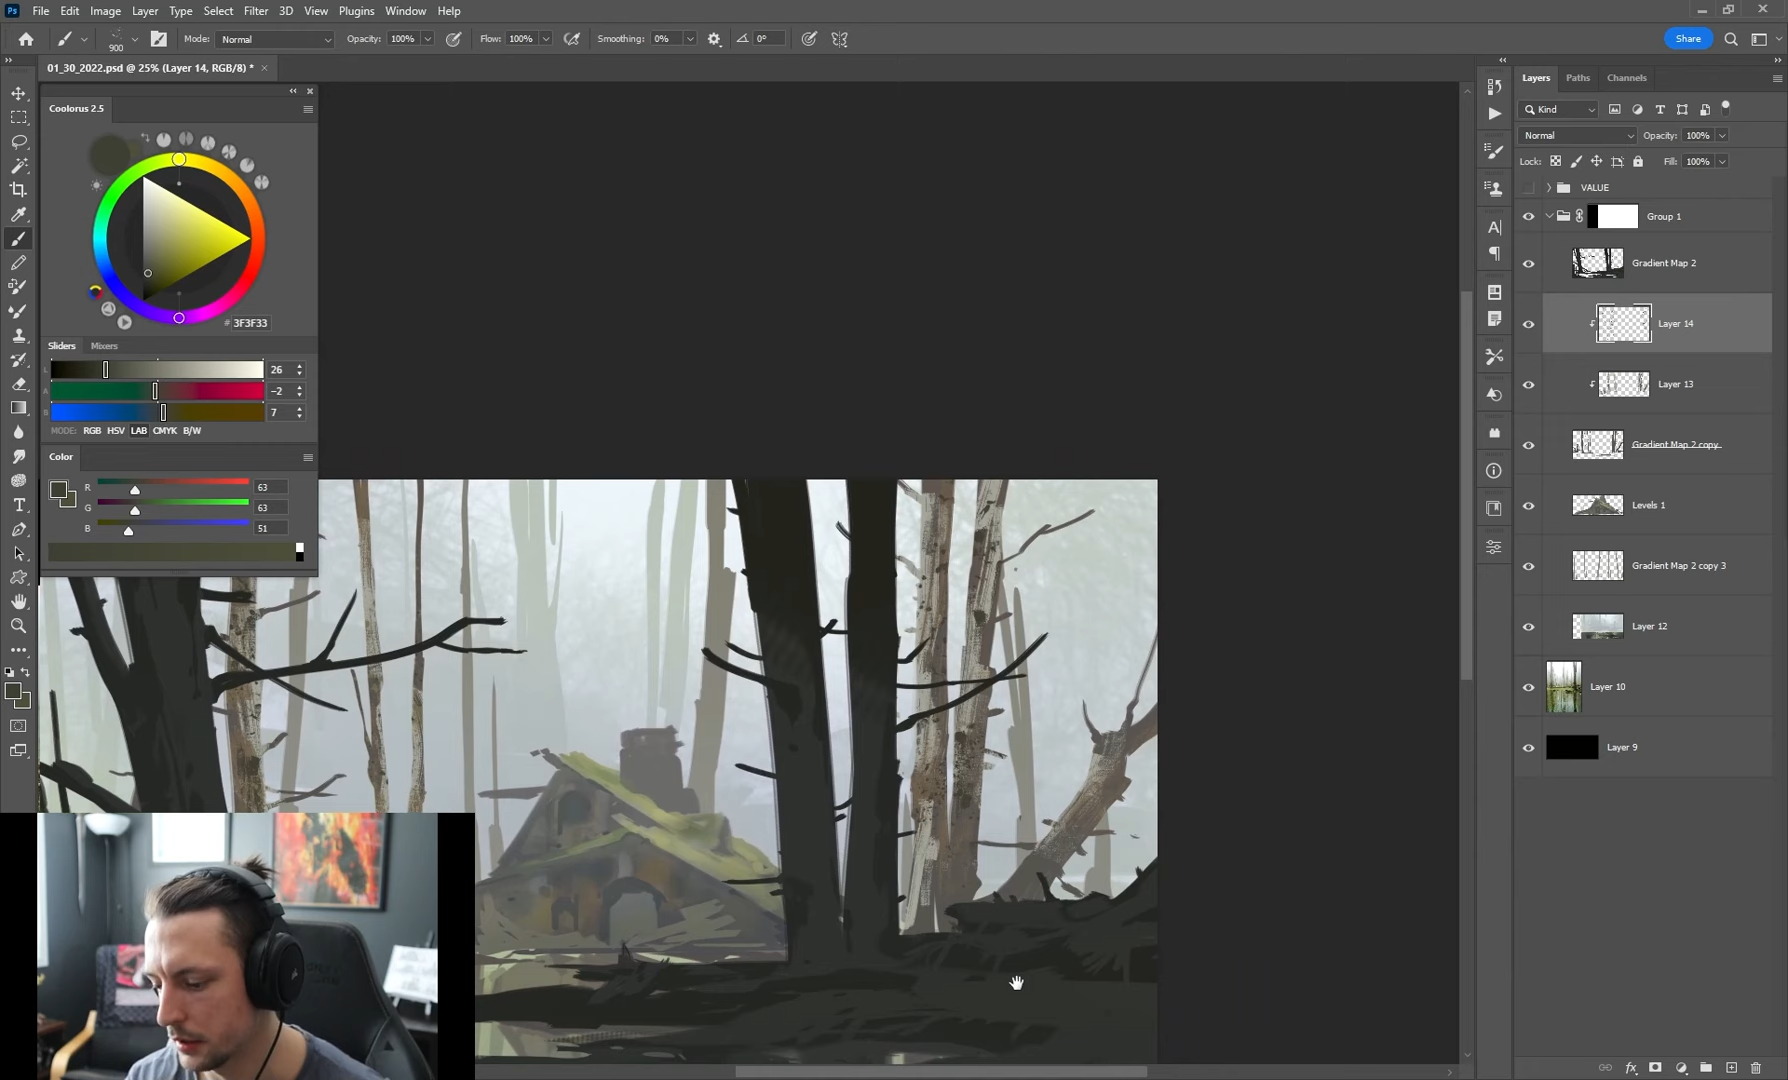 Ps File Edit Image Layer Type Select Filter 3D View Plugins Window Help
900 Mode: Normal Opacity: 100% Flow: 100% Smoothing: 0% 0° Share
01_30_2022.psd @ 25% (Layer 14, RGB/8) *
Coolorus 2.5
# 3F3F33
Sliders Mixers
L 26
A -2
B 7
MODE: RGB HSV LAB CMYK B/W
Color
R 63
G 63
B 51
Layers Paths Channels
Kind
Normal Opacity: 100%
Lock: Fill: 100%
VALUE
Group 1
Gradient Map 2
Layer 14
Layer 13
Gradient Map 2 copy
Levels 1
Gradient Map 2 copy 3
Layer 12
Layer 10
Layer 9
fx